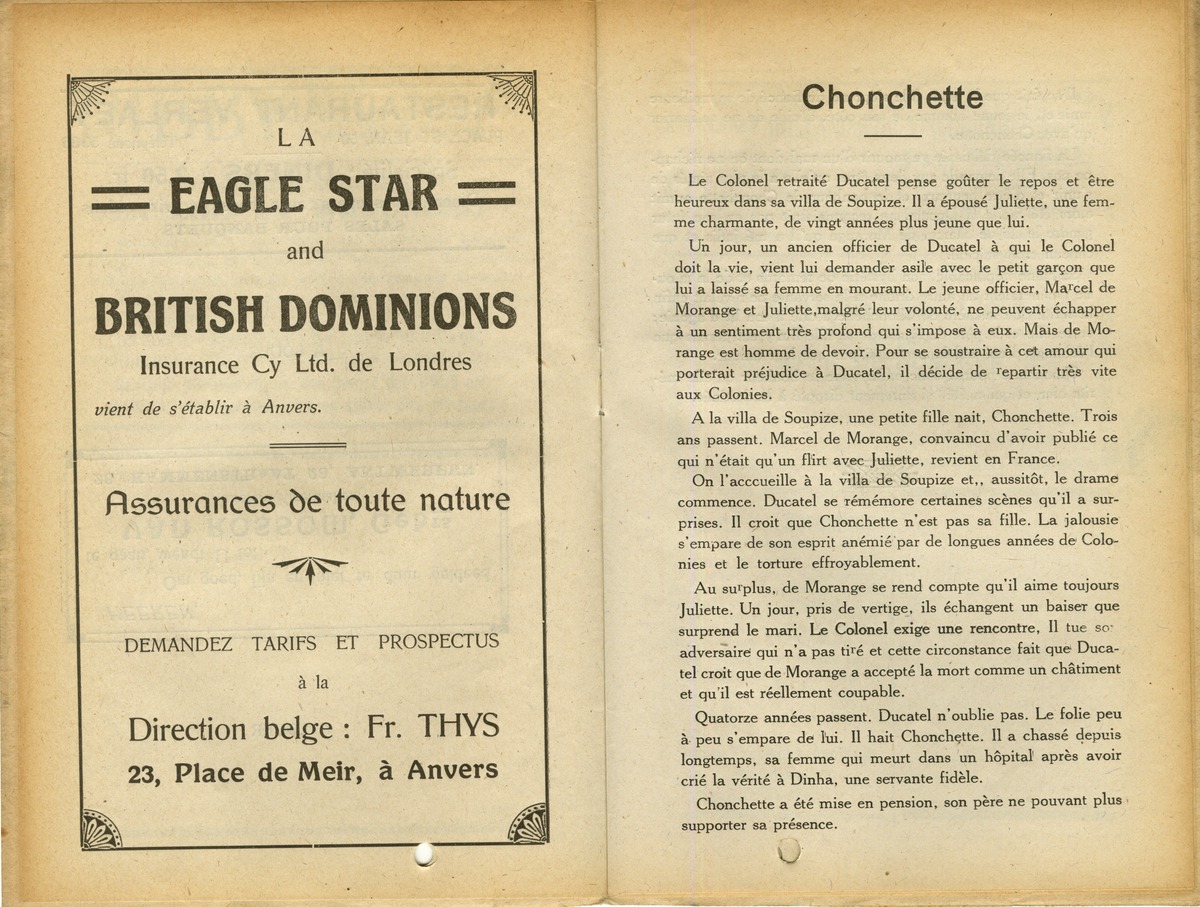 LA
EAGLE STAR
and
BRITISH DOMINIONS
Insurance Cy Ltd. de Londres
vient de s'établir à Anvers.
Assurances de toute nature
DEMANDEZ TARIFS ET PROSPECTUS
à la
Direction belge : Fr. THYS
23, Place de Meir, à Anvers
Chonchette
Le Colonel retraité Ducatel pense goûter le repos et être
heureux dans sa villa de Soupize. Il a épousé Juliette, une fem-
me charmante, de vingt années plus jeune que lui.
Un jour, un ancien officier de Ducatel à qui le Colonel
doit la vie, vient lui demander asile avec le petit garçon que
lui a laissé sa femme en mourant. Le jeune officier, Marcel de
Morange et Juliette,malgré leur volonté, ne peuvent échapper
à un sentiment très profond qui s'impose à eux. Mais de Mo-
range est homme de devoir. Pour se soustraire à cet amour qui
porterait préjudice à Ducatel, il décide de repartir très vite
aux Colonies.
A la villa de Soupize, une petite fille nait, Chonchette. Trois
ans passent. Marcel de Morange, convaincu d'avoir publié ce
qui n'était qu'un flirt avec Juliette, revient en France.
On l'acccueille à la villa de Soupize et,, aussitôt, le drame
commence. Ducatel se rémémore certaines scènes qu'il a sur-
prises. Il croit que Chonchette n'est pas sa fille. La jalousie
s'empare de son esprit anémié par de longues années de Colo-
nies et le torture effroyablement.
Au surplus, de Morange se rend compte qu'il aime toujours
Juliette. Un jour, pris de vertige, ils échangent un baiser que
surprend le mari. Le Colonel exige une rencontre, Il tue so
adversaire qui n'a pas tiré et cette circonstance fait que Duca-
tel croit que de Morange a accepté la mort comme un châtiment
et qu'il est réellement coupable.
Quatorze années passent. Ducatel n'oublie pas. Le folie peu
à peu s'empare de lui. Il hait Chonchette. Il a chassé depuis
longtemps, sa femme qui meurt dans un hôpital après avoir
crié la vérité à Dinha, une servante fidèle.
Chonchette a été mise en pension, son père ne pouvant plus
supporter sa présence.